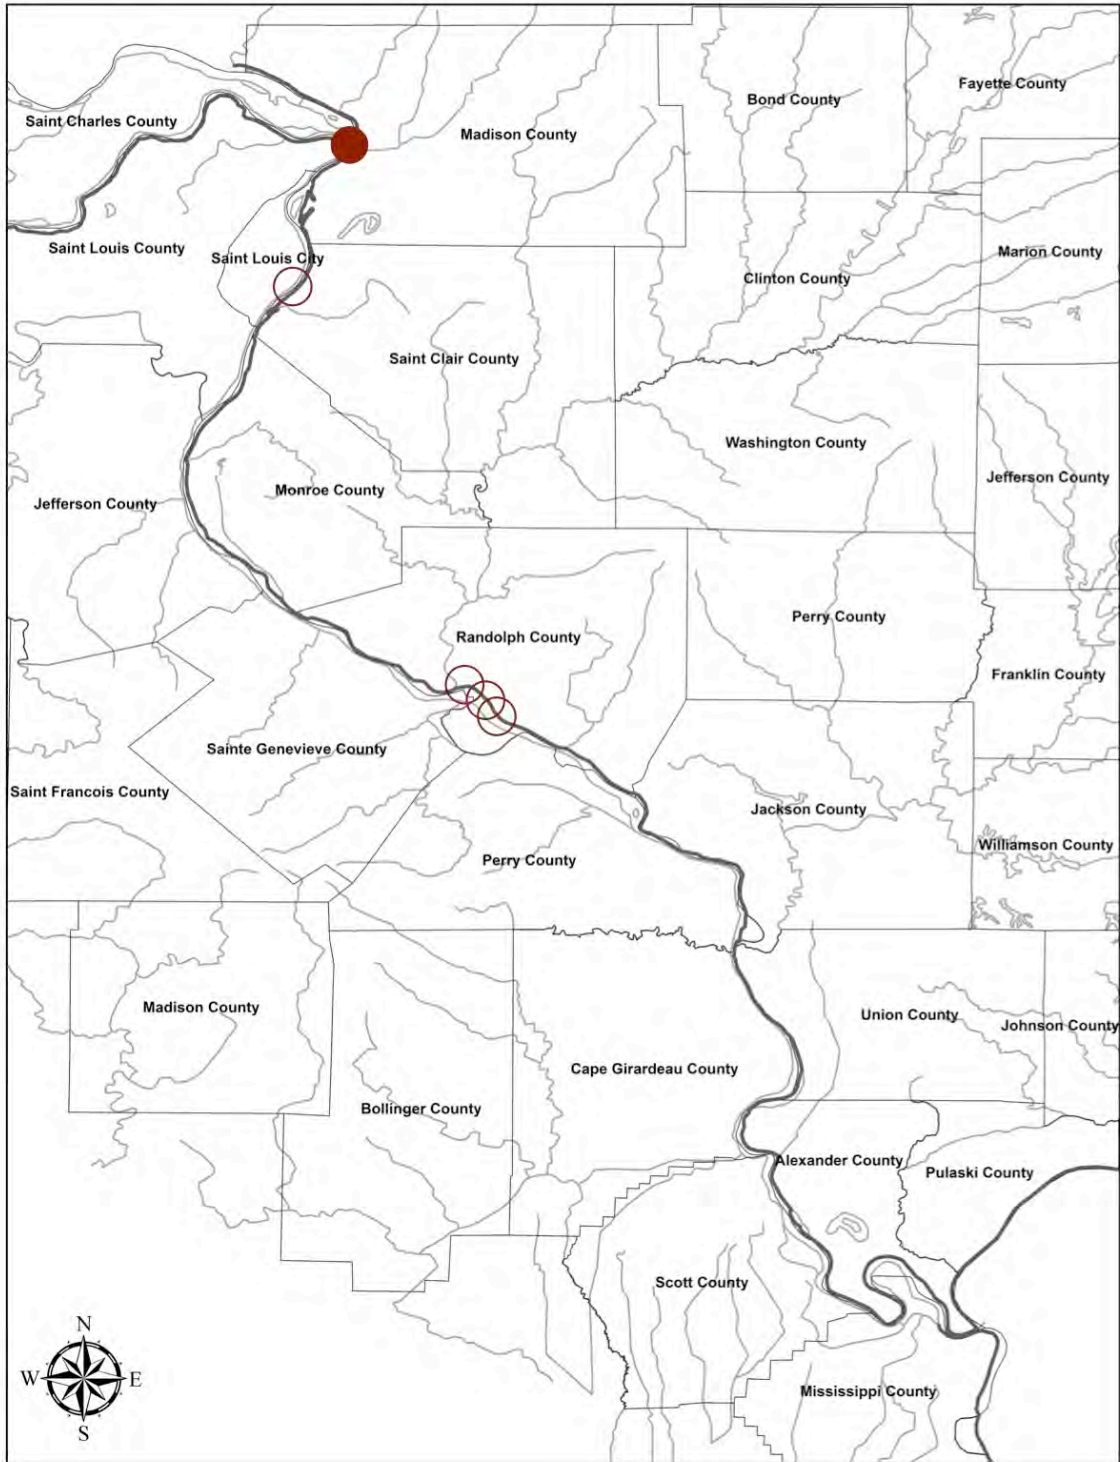 Fayette County
Bond County
Saint Charles County
Madison County
Saint Louis County
Saint Louis City
Marion County
Clinton County
Saint Clair County
Washington County
Jefferson County
Monroe County
Jefferson County
Perry County
Randolph County
Franklin County
Sainte Genevieve County
Saint Francois County
Jackson County
Williamson County
Perry County
Madison County
Union County
Johnson County
Cape Girardeau County
Bollinger County
Alexander County
Pulaski County
Scott County
N
W E
S
Mississippi County